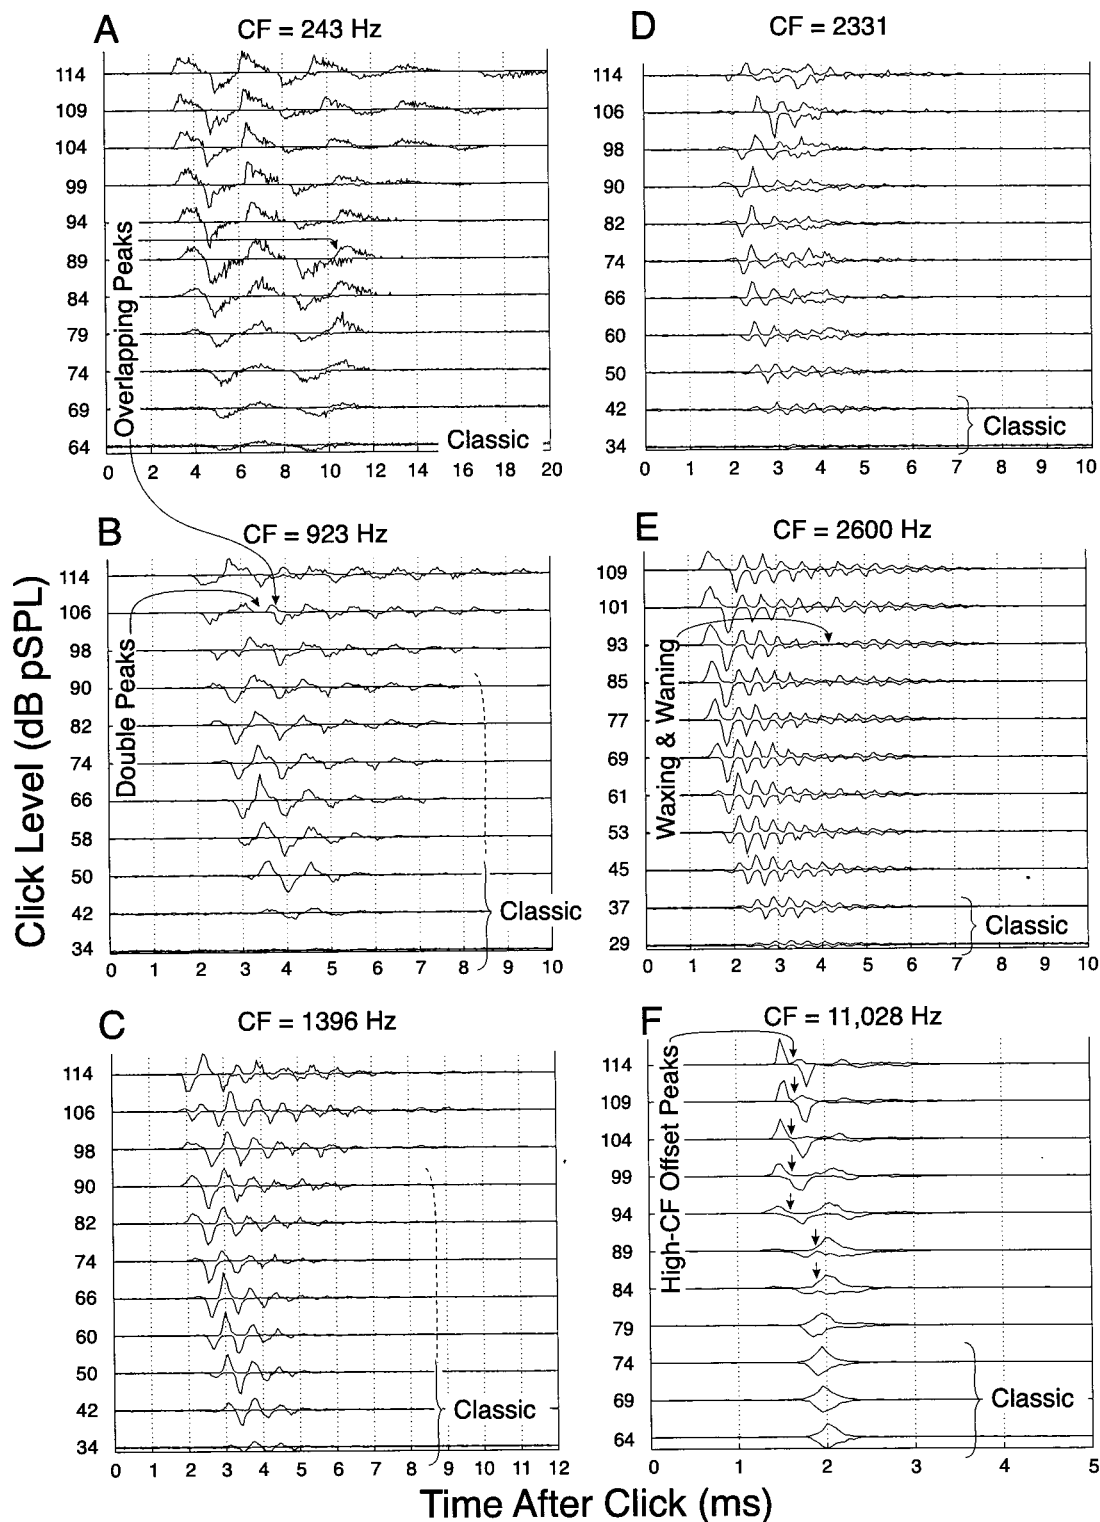 A
CF = 243 Hz
114
109
104
99
94
89
84
79
74
69
64
Overlapping Peaks
Classic
0 2 4 6 8 10 12 14 16 18 20
B
CF = 923 Hz
114
106
98
90
82
74
66
58
50
42
34
Double Peaks
Classic
0 1 2 3 4 5 6 7 8 9 10
C
CF = 1396 Hz
114
106
98
90
82
74
66
60
50
42
34
Classic
0 1 2 3 4 5 6 7 8 9 10 11 12
D
CF = 2331
114
106
98
90
82
74
66
60
50
42
34
Classic
0 1 2 3 4 5 6 7 8 9 10
E
CF = 2600 Hz
109
101
93
85
77
69
61
53
45
37
29
Waxing & Waning
Classic
0 1 2 3 4 5 6 7 8 9 10
F
CF = 11,028 Hz
114
109
104
99
94
89
84
79
74
69
64
High-CF Offset Peaks
Classic
0 1 2 3 4 5
Click Level (dB pSPL)
Time After Click (ms)